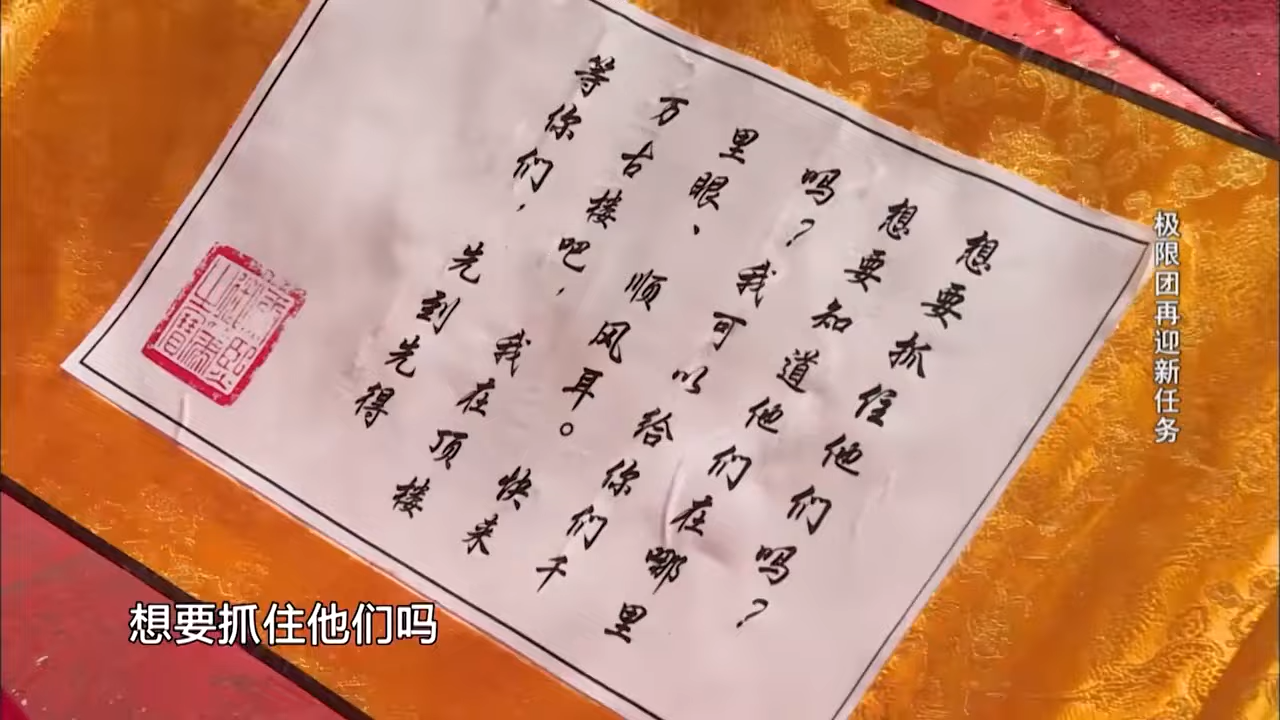 想要抓住他们吗?
想要知道他们在哪里
吗?我可以给你们千
里眼、顺风耳。快来
万古楼吧,我在顶楼
等你们,先到先得
极限团再迎新任务
想要抓住他们吗